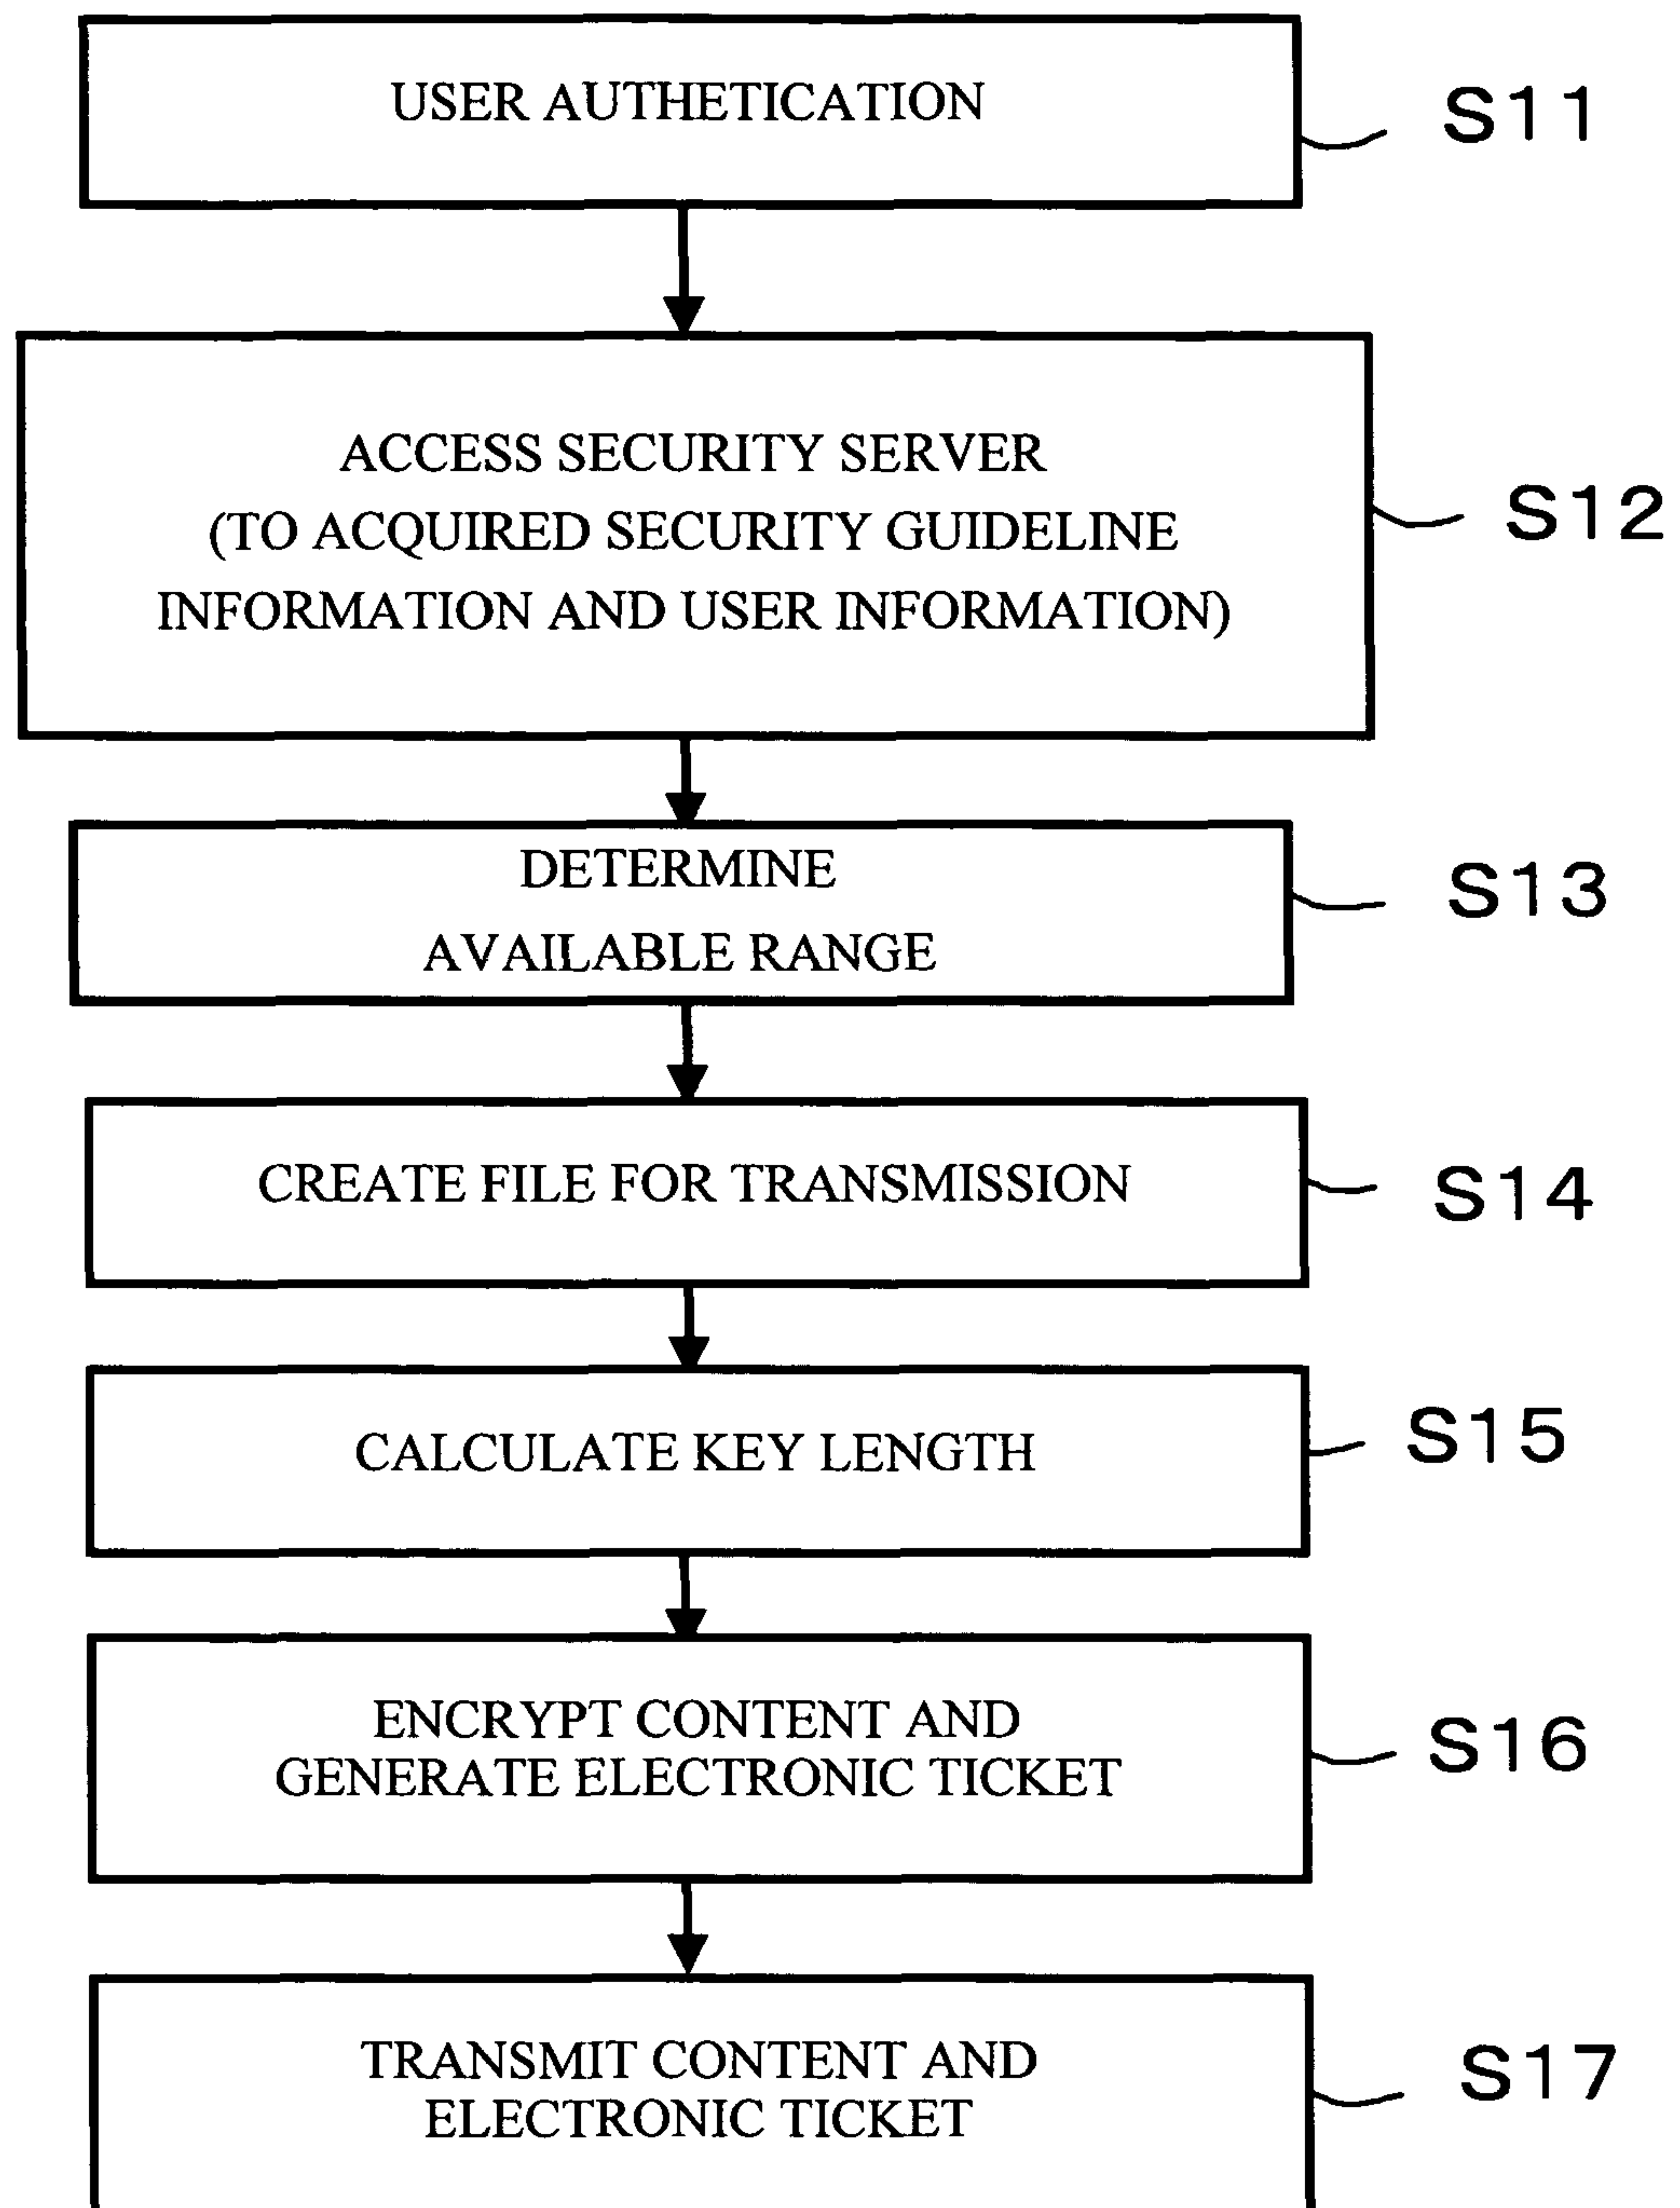 USER AUTHETICATION
S11
ACCESS SECURITY SERVER
(TO ACQUIRED SECURITY GUIDELINE
INFORMATION AND USER INFORMATION)
S12
DETERMINE
AVAILABLE RANGE
S13
CREATE FILE FOR TRANSMISSION
S14
CALCULATE KEY LENGTH
S15
ENCRYPT CONTENT AND
GENERATE ELECTRONIC TICKET
S16
TRANSMIT CONTENT AND
ELECTRONIC TICKET
S17